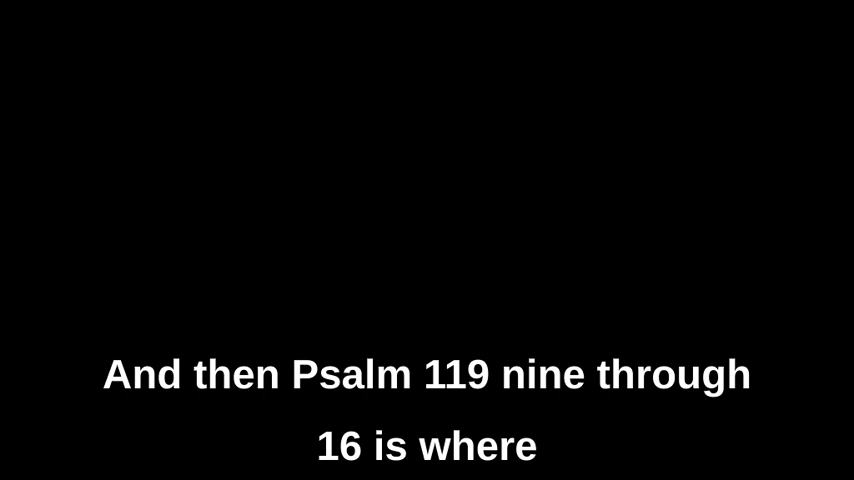 And then Psalm 119 nine through
16 is where